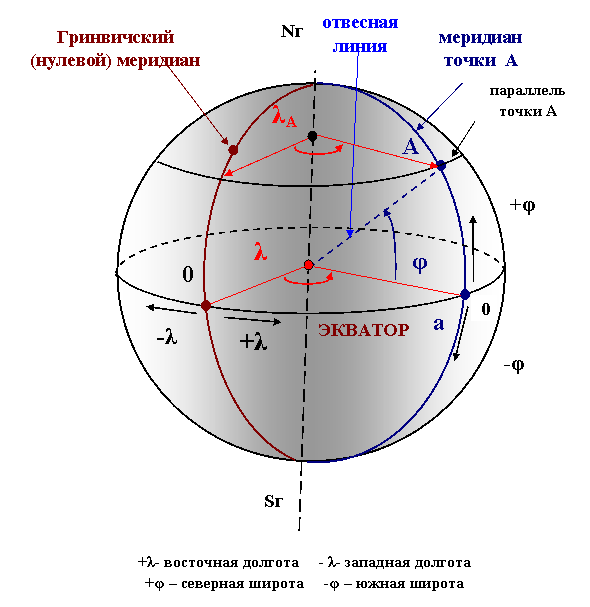 Гринвичский
(нулевой) меридиан
Nг
отвесная
линия
меридиан
точки А
параллель
точки А
λA
А
+φ
0
λ
φ
-λ
+λ
ЭКВАТОР
а
0
-φ
Sг
+λ- восточная долгота - λ- западная долгота
+φ – северная широта -φ – южная широта